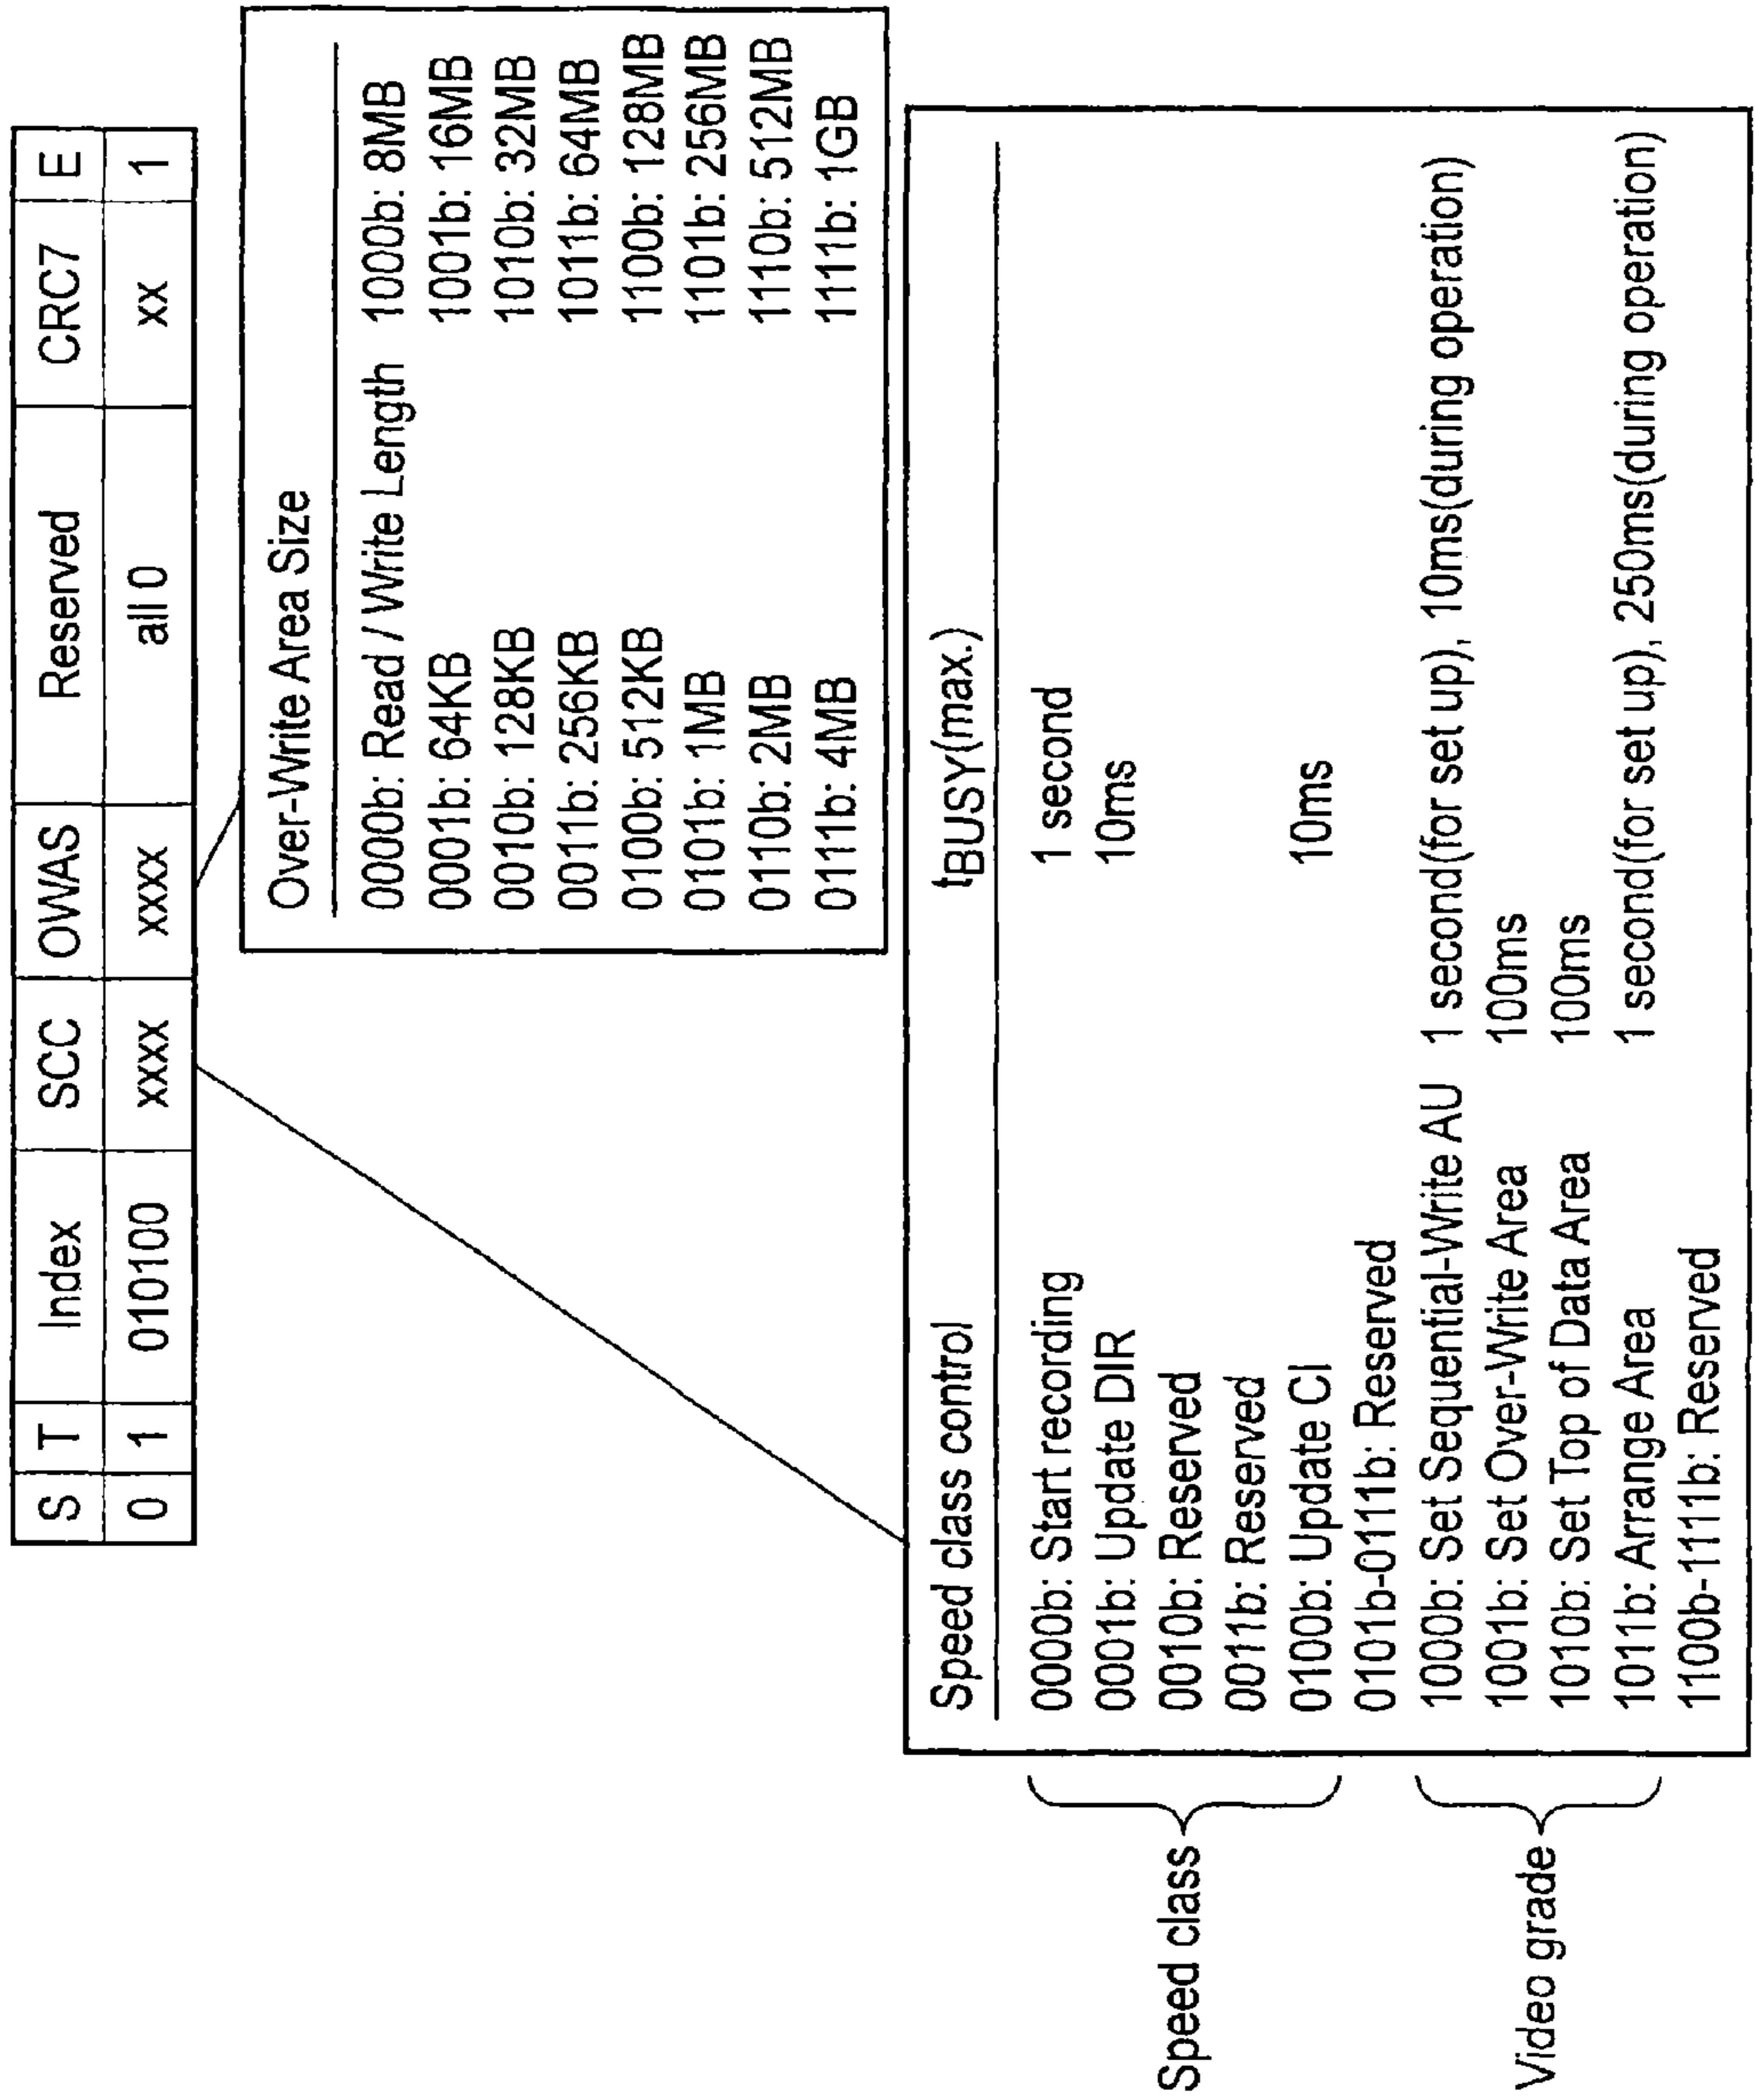 S T Index SCC OWAS Reserved CRC7 E
0 1 010100 xxxx xxxx all 0 xx 1
Over-Write Area Size
0000b: Read / Write Length 1000b: 8MB
0001b: 64KB 1001b: 16MB
0010b: 128KB 1010b: 32MB
0011b: 256KB 1011b: 64MB
0100b: 512KB 1100b: 128MB
0101b: 1MB 1101b: 256MB
0110b: 2MB 1110b: 512MB
0111b: 4MB 1111b: 1GB
Speed class control tBUSY(max.)
0000b: Start recording 1 second
0001b: Update DIR 10ms
0010b: Reserved
0011b: Reserved
0100b: Update CI 10ms
0101b-0111b: Reserved
1000b: Set Sequential-Write AU 1 second(for set up), 10ms(during operation)
1001b: Set Over-Write Area 100ms
1010b: Set Top of Data Area 100ms
1011b: Arrange Area 1 second(for set up), 250ms(during operation)
1100b-1111b: Reserved
Speed class
Video grade